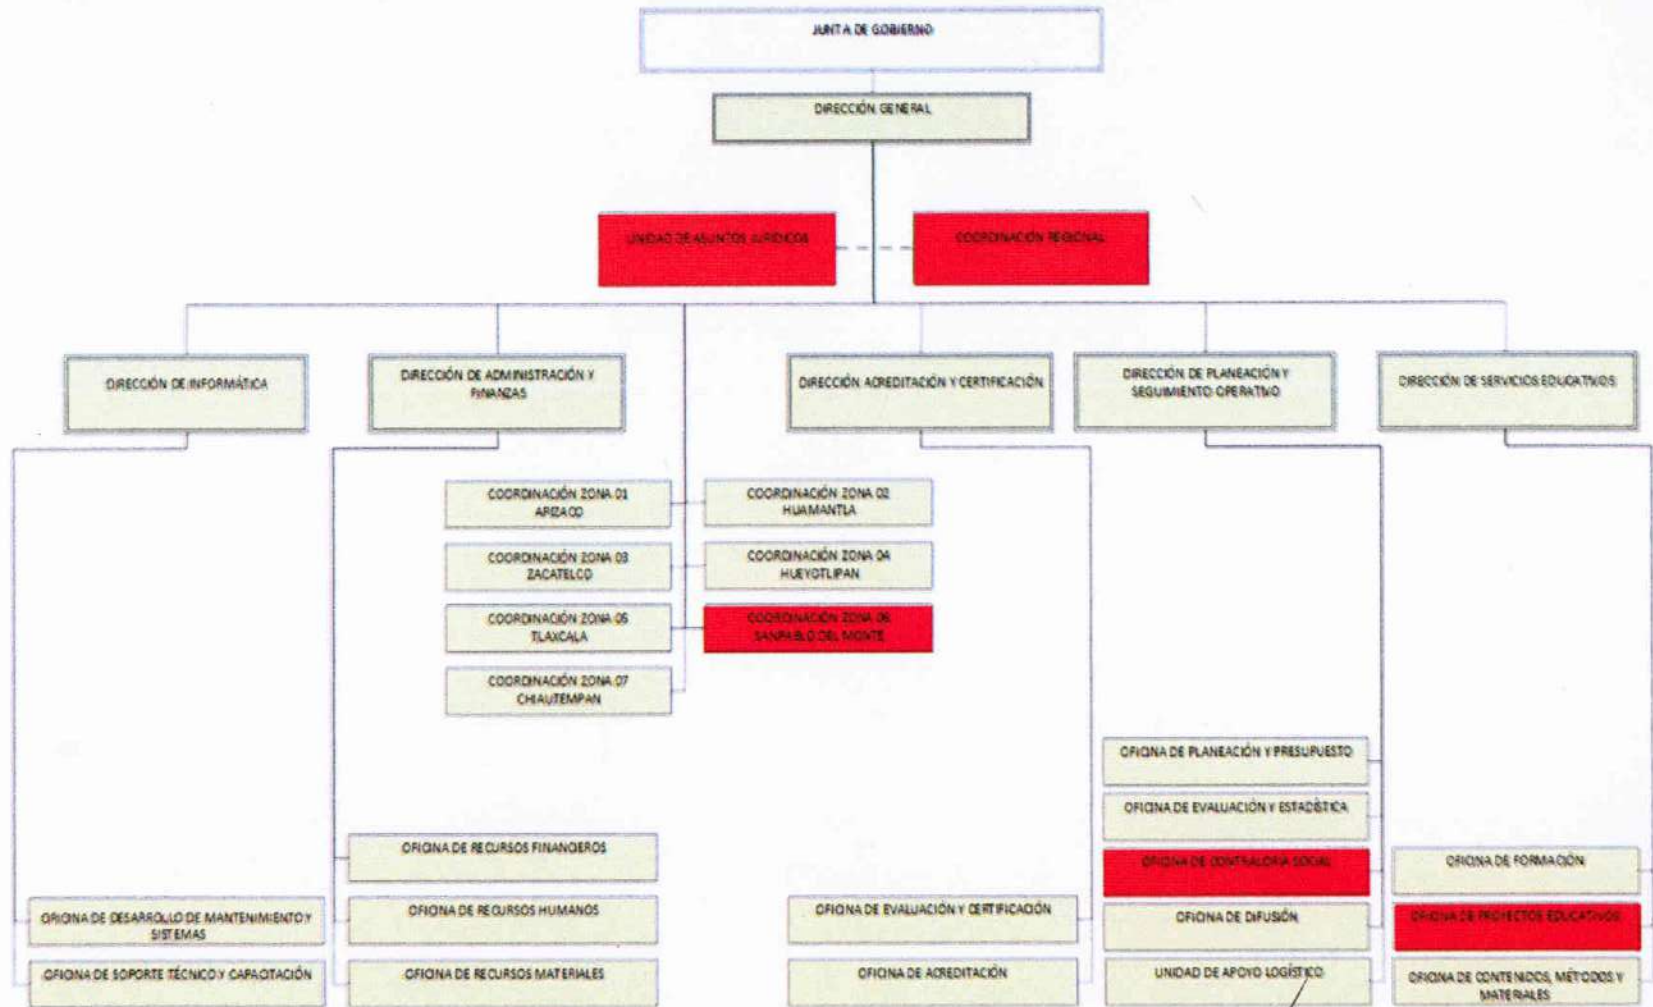 JUNTA DE GOBIERNO
DIRECCIÓN GENERAL
UNIDAD DE ASUNTOS JURIDICOS
COORDINACIÓN REGIONAL
DIRECCIÓN DE INFORMÁTICA
DIRECCIÓN DE ADMINISTRACIÓN Y
FINANZAS
DIRECCIÓN ACREDITACIÓN Y CERTIFICACIÓN
DIRECCIÓN DE PLANEACIÓN Y
SEGUIMIENTO OPERATIVO
DIRECCIÓN DE SERVICIOS EDUCATIVOS
COORDINACIÓN ZONA 01
APIZACO
COORDINACIÓN ZONA 02
HUAMANTLA
COORDINACIÓN ZONA 03
ZACATELCO
COORDINACIÓN ZONA 04
HUEYOTLIPAN
COORDINACIÓN ZONA 05
TLAXCALA
COORDINACIÓN ZONA 06
SANPABLO DEL MONTE
COORDINACIÓN ZONA 07
CHIAUTEMPAN
OFICINA DE PLANEACIÓN Y PRESUPUESTO
OFICINA DE EVALUACIÓN Y ESTADÍSTICA
OFICINA DE RECURSOS FINANCIEROS
OFICINA DE CONTRALORIA SOCIAL
OFICINA DE FORMACIÓN
OFICINA DE DESARROLLO DE MANTENIMIENTO Y
SISTEMAS
OFICINA DE RECURSOS HUMANOS
OFICINA DE EVALUACIÓN Y CERTIFICACIÓN
OFICINA DE DIFUSIÓN
OFICINA DE PROYECTOS EDUCATIVOS
OFICINA DE SOPORTE TÉCNICO Y CAPACITACIÓN
OFICINA DE RECURSOS MATERIALES
OFICINA DE ACREDITACIÓN
UNIDAD DE APOYO LOGÍSTICO
OFICINA DE CONTENIDOS, MÉTODOS Y
MATERIALES